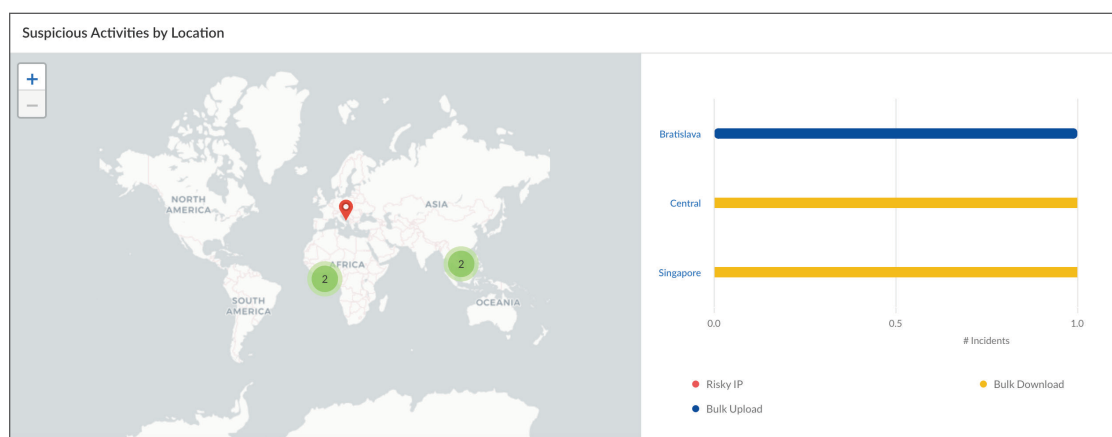 Suspicious Activities by Location
+
−
NORTH
AMERICA
ASIA
AFRICA
SOUTH
AMERICA
OCEANIA
2
2
Bratislava
Central
Singapore
0.0
0.5
1.0
# Incidents
Risky IP
Bulk Download
Bulk Upload